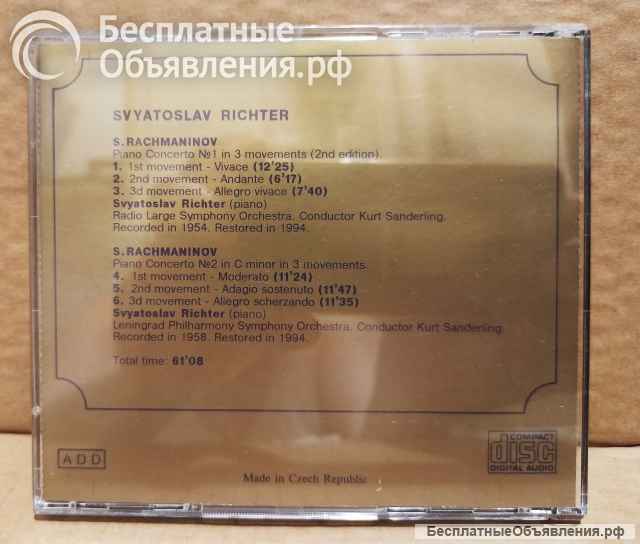 Бесплатные
Объявления.рф
SVYATOSLAV RICHTER
S.RACHMANINOV
Piano Concerto №1 in 3 movements (2nd edition).
1. 1st movement - Vivace (12'25)
2. 2nd movement - Andante (6'17)
3. 3d movement - Allegro vivace (7'40)
Svyatoslav Richter (piano)
Radio Large Symphony Orchestra. Conductor Kurt Sanderling.
Recorded in 1954. Restored in 1994.
S.RACHMANINOV
Piano Concerto №2 in C minor in 3 movements.
4. 1st movement - Moderato (11'24)
5. 2nd movement - Adagio sostenuto (11'47)
6. 3d movement - Allegro scherzando (11'35)
Svyatoslav Richter (piano)
Leningrad Philharmony Symphony Orchestra. Conductor Kurt Sanderling.
Recorded in 1958. Restored in 1994.
Total time: 61'08
ADD
COMPACT
disc
DIGITAL AUDIO
Made in Czech Republic
БесплатныеОбъявления.рф